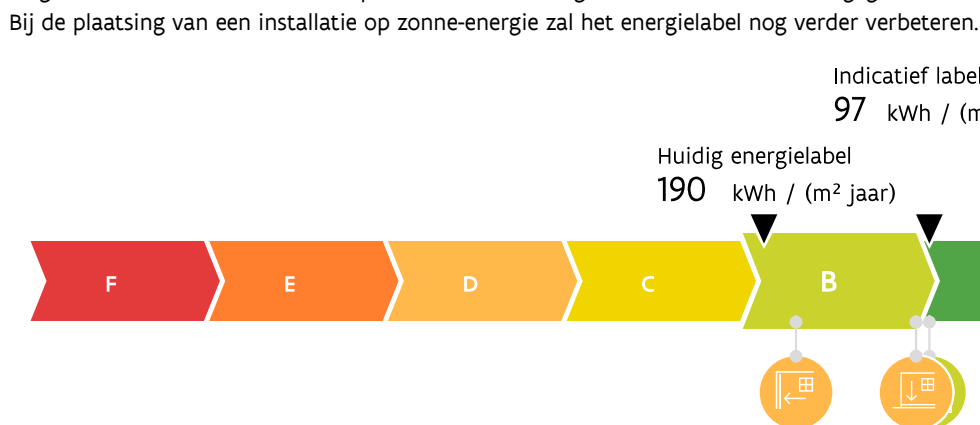 Bij de plaatsing van een installatie op zonne-energie zal het energielabel nog verder verbeteren.
Indicatief label
97 kWh / (m
Huidig energielabel
190 kWh / (m² jaar)
F E D C B